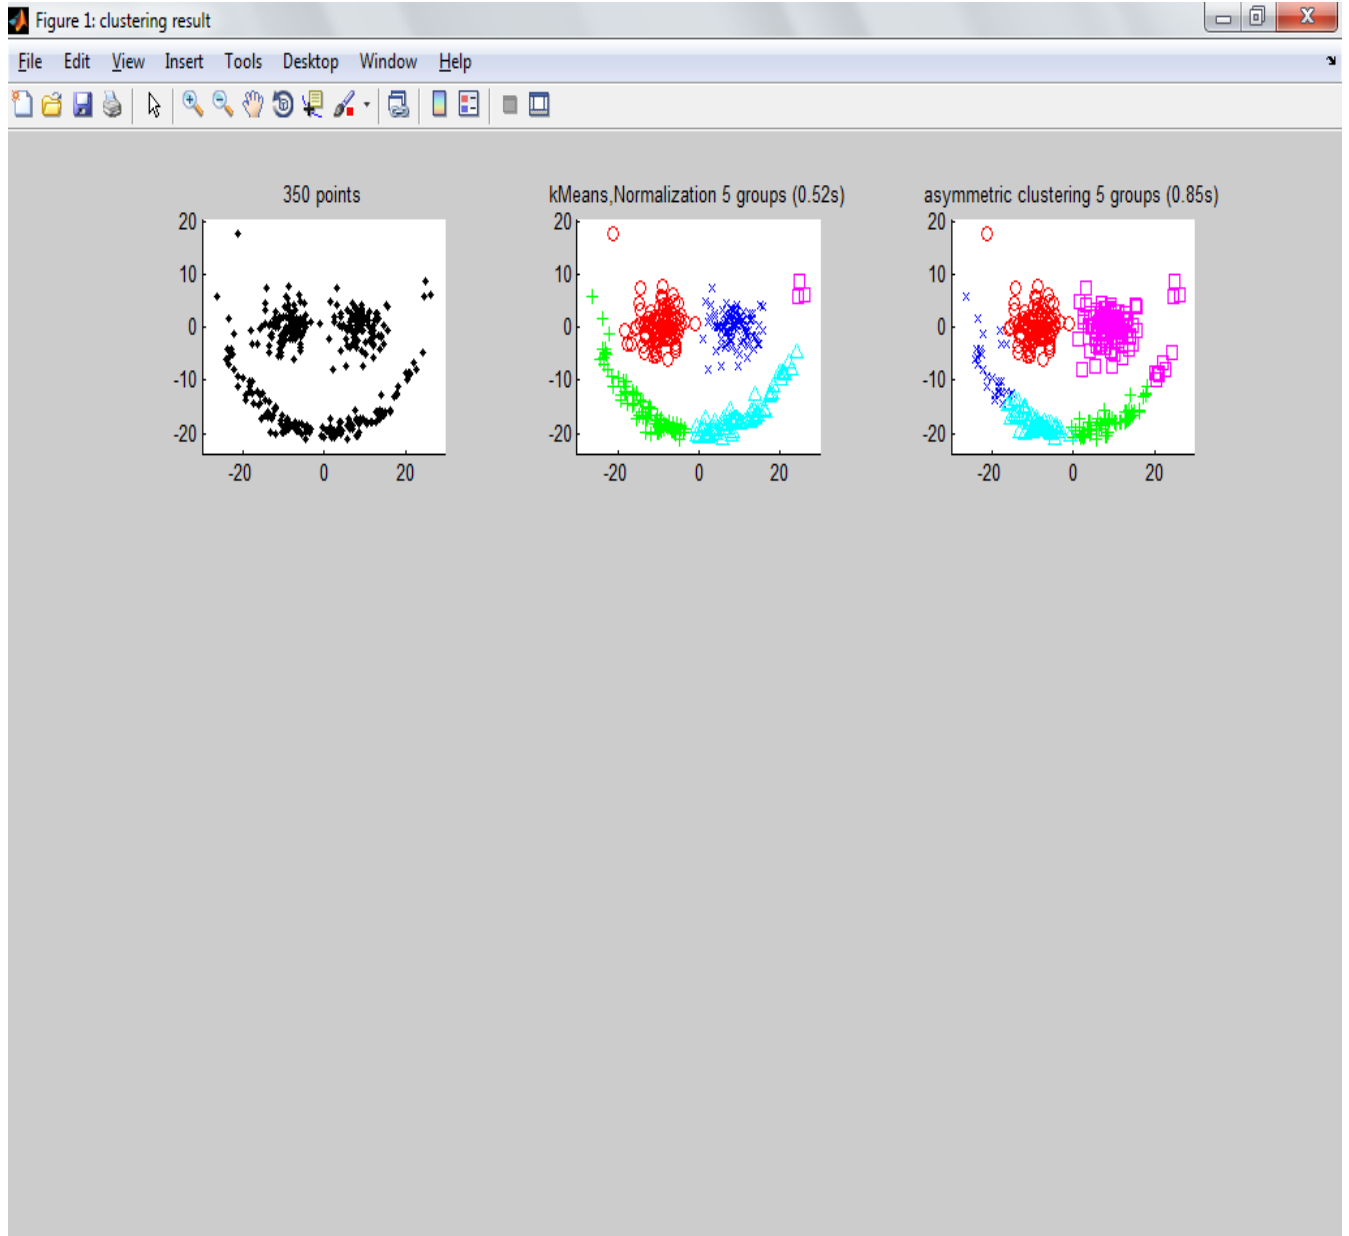 Figure 1: clustering result
File Edit View Insert Tools Desktop Window Help
350 points
20
10
0
-10
-20
-20 0 20
kMeans,Normalization 5 groups (0.52s)
20
10
0
-10
-20
-20 0 20
asymmetric clustering 5 groups (0.85s)
20
10
0
-10
-20
-20 0 20